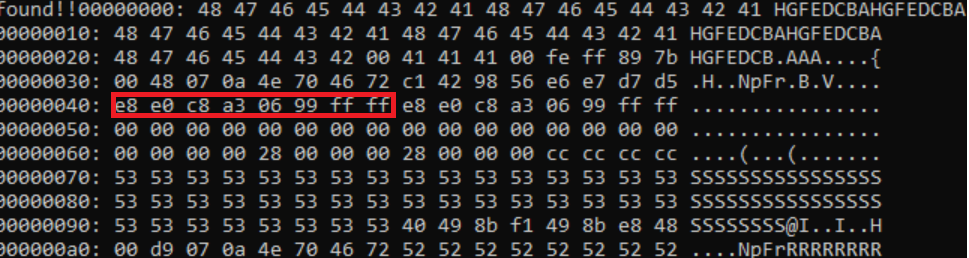 found!!00000000: 48 47 46 45 44 43 42 41 48 47 46 45 44 43 42 41 HGFEDCBAHGFEDCBA
00000010: 48 47 46 45 44 43 42 41 48 47 46 45 44 43 42 41 HGFEDCBAHGFEDCBA
00000020: 48 47 46 45 44 43 42 00 41 41 41 00 fe ff 89 7b HGFEDCB.AAA....{
00000030: 00 48 07 0a 4e 70 46 72 c1 42 98 56 e6 e7 d7 d5 .H..NpFr.B.V....
00000040: e8 e0 c8 a3 06 99 ff ff e8 e0 c8 a3 06 99 ff ff ................
00000050: 00 00 00 00 00 00 00 00 00 00 00 00 00 00 00 00 ................
00000060: 00 00 00 00 28 00 00 00 28 00 00 00 cc cc cc cc ....(...(.......
00000070: 53 53 53 53 53 53 53 53 53 53 53 53 53 53 53 53 SSSSSSSSSSSSSSSS
00000080: 53 53 53 53 53 53 53 53 53 53 53 53 53 53 53 53 SSSSSSSSSSSSSSSS
00000090: 53 53 53 53 53 53 53 53 40 49 8b f1 49 8b e8 48 SSSSSSSS@I..I..H
000000a0: 00 d9 07 0a 4e 70 46 72 52 52 52 52 52 52 52 52 ....NpFrRRRRRRRR